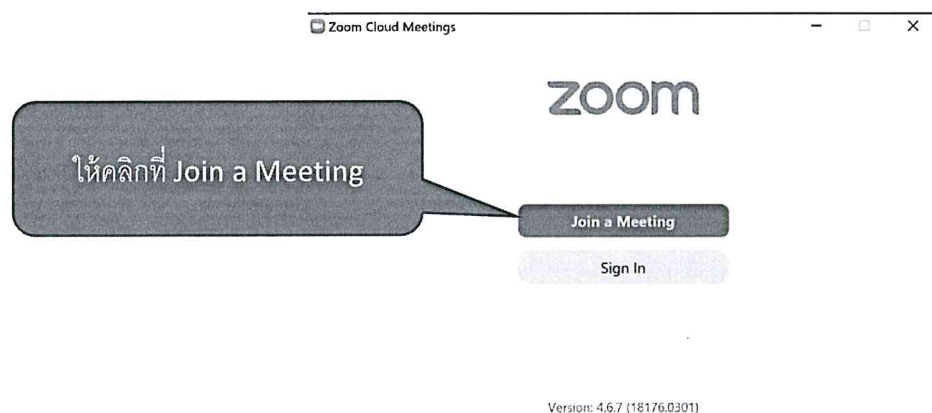 Zoom Cloud Meetings
zoom
ให้คลิกที่ Join a Meeting
Join a Meeting
Sign In
Version: 4.6.7 (18176.0301)